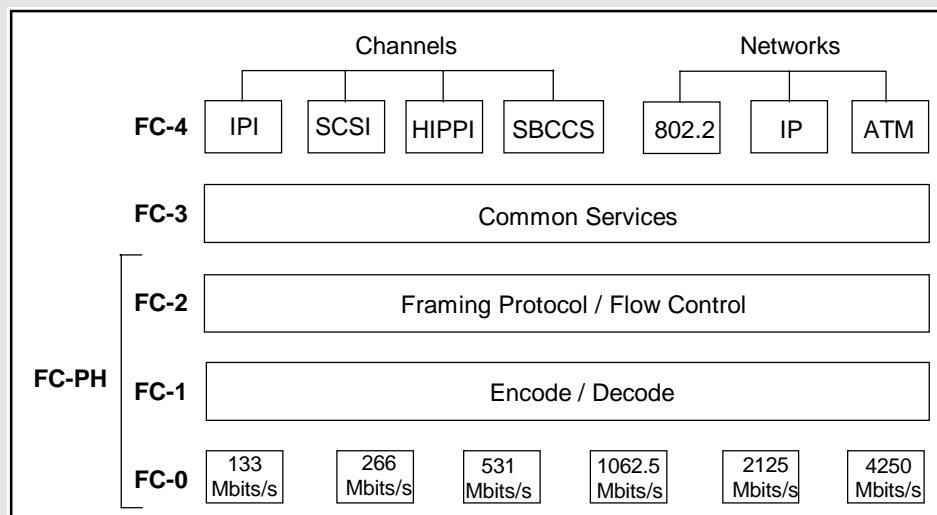 Channels Networks
FC-4 IPI SCSI HIPPI SBCCS 802.2 IP ATM
FC-3 Common Services
FC-2 Framing Protocol / Flow Control
FC-PH
FC-1 Encode / Decode
FC-0 133 Mbits/s 266 Mbits/s 531 Mbits/s 1062.5 Mbits/s 2125 Mbits/s 4250 Mbits/s